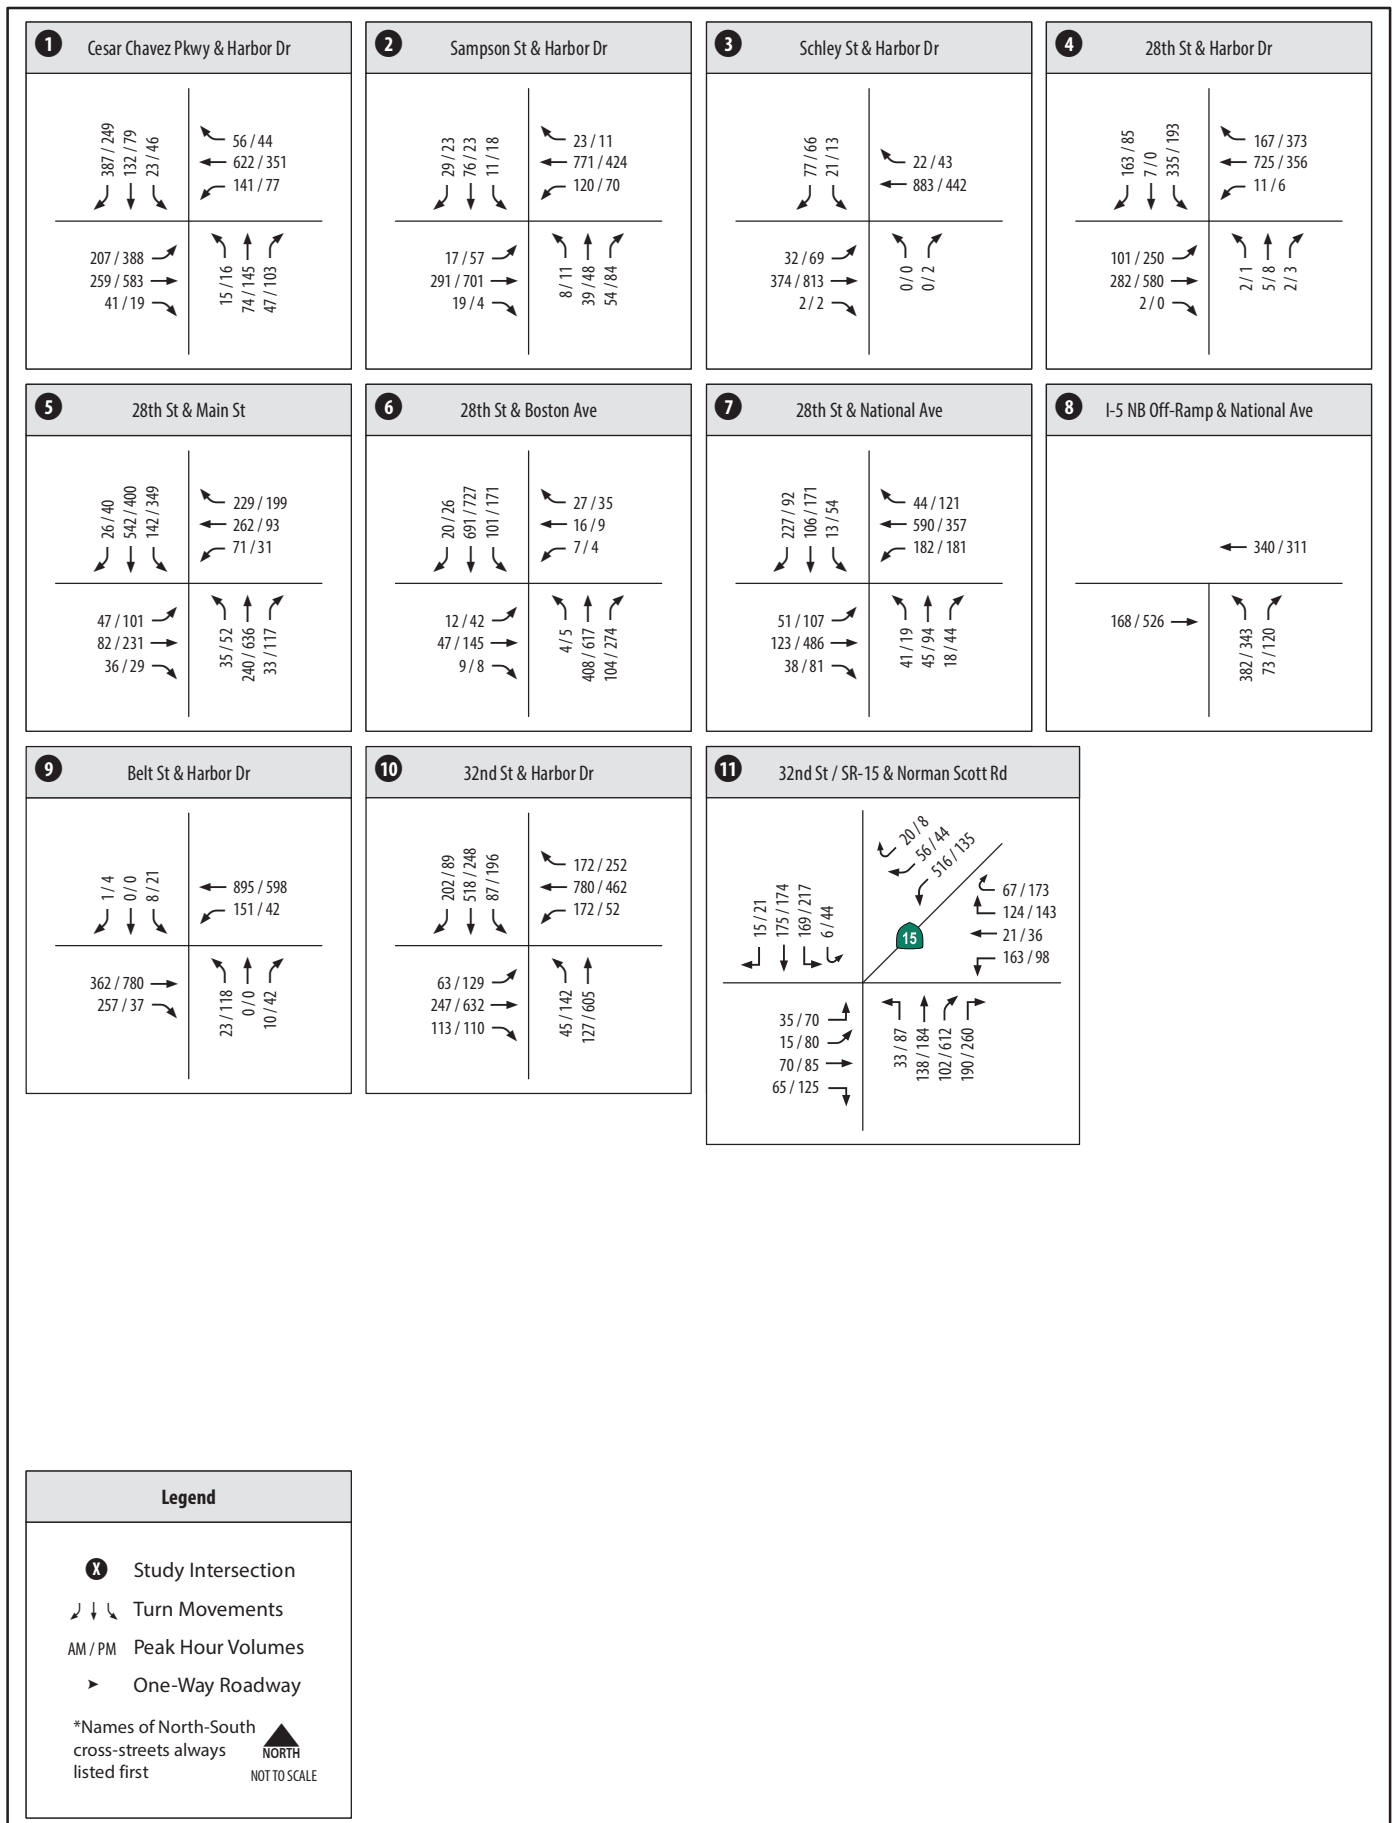 1 Cesar Chavez Pkwy & Harbor Dr
387 / 249
132 / 79
23 / 46
56 / 44
622 / 351
141 / 77
207 / 388
259 / 583
41 / 19
15 / 16
74 / 145
47 / 103
2 Sampson St & Harbor Dr
29 / 23
76 / 23
11 / 18
23 / 11
771 / 424
120 / 70
17 / 57
291 / 701
19 / 4
8 / 11
39 / 48
54 / 84
3 Schley St & Harbor Dr
77 / 66
21 / 13
22 / 43
883 / 442
32 / 69
374 / 813
2 / 2
0 / 0
0 / 2
4 28th St & Harbor Dr
163 / 85
7 / 0
335 / 193
167 / 373
725 / 356
11 / 6
101 / 250
282 / 580
2 / 0
2 / 1
5 / 8
2 / 3
5 28th St & Main St
26 / 40
542 / 400
142 / 349
229 / 199
262 / 93
71 / 31
47 / 101
82 / 231
36 / 29
35 / 52
240 / 636
33 / 117
6 28th St & Boston Ave
20 / 26
691 / 727
101 / 171
27 / 35
16 / 9
7 / 4
12 / 42
47 / 145
9 / 8
4 / 5
408 / 617
104 / 274
7 28th St & National Ave
227 / 92
106 / 171
13 / 54
44 / 121
590 / 357
182 / 181
51 / 107
123 / 486
38 / 81
41 / 19
45 / 94
18 / 44
8 I-5 NB Off-Ramp & National Ave
340 / 311
168 / 526
382 / 343
73 / 120
9 Belt St & Harbor Dr
1 / 4
0 / 0
8 / 21
895 / 598
151 / 42
362 / 780
257 / 37
23 / 118
0 / 0
10 / 42
10 32nd St & Harbor Dr
202 / 89
518 / 248
87 / 196
172 / 252
780 / 462
172 / 52
63 / 129
247 / 632
113 / 110
45 / 142
127 / 605
11 32nd St / SR-15 & Norman Scott Rd
15 / 21
175 / 174
169 / 217
6 / 44
20 / 8
56 / 44
516 / 135
15
67 / 173
124 / 143
21 / 36
163 / 98
35 / 70
15 / 80
70 / 85
65 / 125
33 / 87
138 / 184
102 / 612
190 / 260
Legend
X Study Intersection
Turn Movements
AM / PM Peak Hour Volumes
One-Way Roadway
*Names of North-South
cross-streets always
listed first
NORTH
NOT TO SCALE